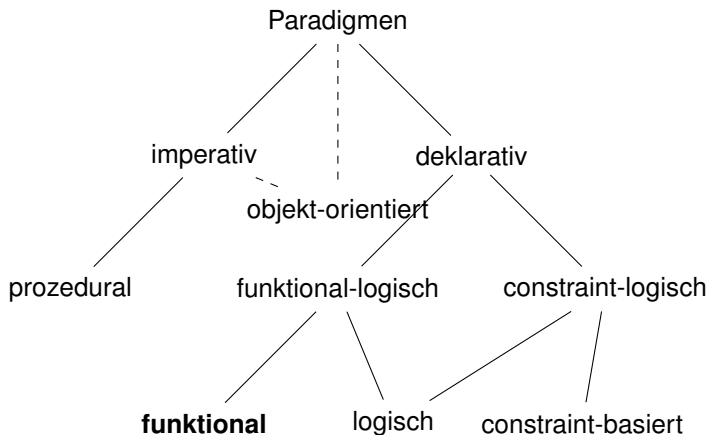 Paradigmen
imperativ
deklarativ
objekt-orientiert
prozedural
funktional-logisch
constraint-logisch
funktional
logisch
constraint-basiert